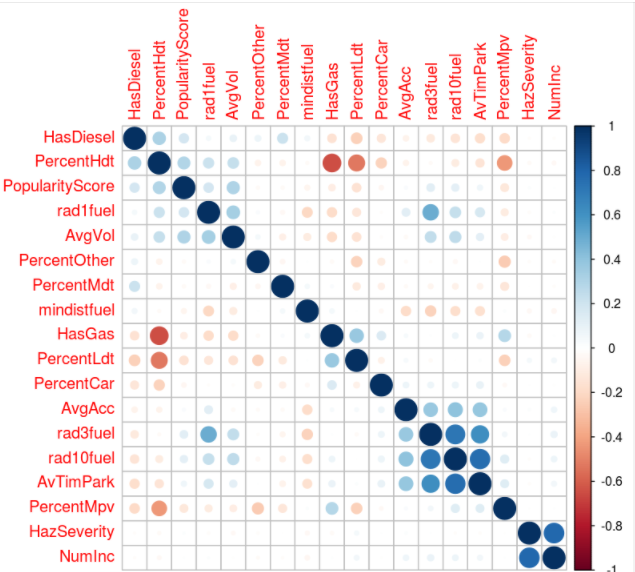 HasDiesel
PercentHdt
PopularityScore
rad1fuel
AvgVol
PercentOther
PercentMdt
mindistfuel
HasGas
PercentLdt
PercentCar
AvgAcc
rad3fuel
rad10fuel
AvTimPark
PercentMpv
HazSeverity
NumInc
HasDiesel
PercentHdt
PopularityScore
rad1fuel
AvgVol
PercentOther
PercentMdt
mindistfuel
HasGas
PercentLdt
PercentCar
AvgAcc
rad3fuel
rad10fuel
AvTimPark
PercentMpv
HazSeverity
NumInc
1
0.8
0.6
0.4
0.2
0
-0.2
-0.4
-0.6
-0.8
-1